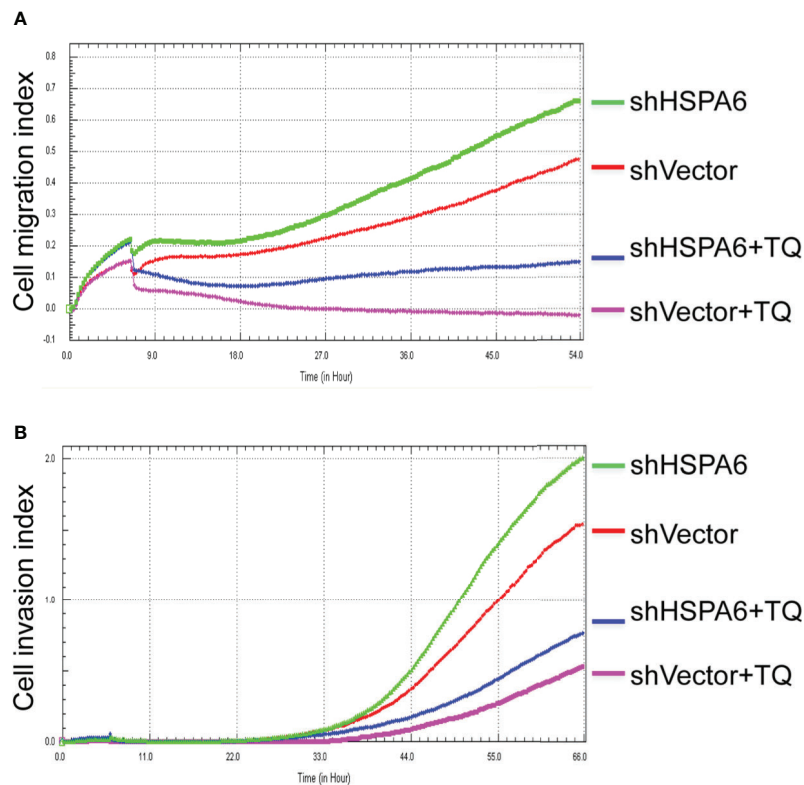 A
Cell migration index
0.8
0.7
0.6
0.5
0.4
0.3
0.2
0.1
0.0
-0.1
0.0 9.0 18.0 27.0 36.0 45.0 54.0
Time (in Hour)
shHSPA6
shVector
shHSPA6+TQ
shVector+TQ
B
Cell invasion index
2.0
1.0
0.0
0.0 11.0 22.0 33.0 44.0 55.0 66.0
Time (in Hour)
shHSPA6
shVector
shHSPA6+TQ
shVector+TQ